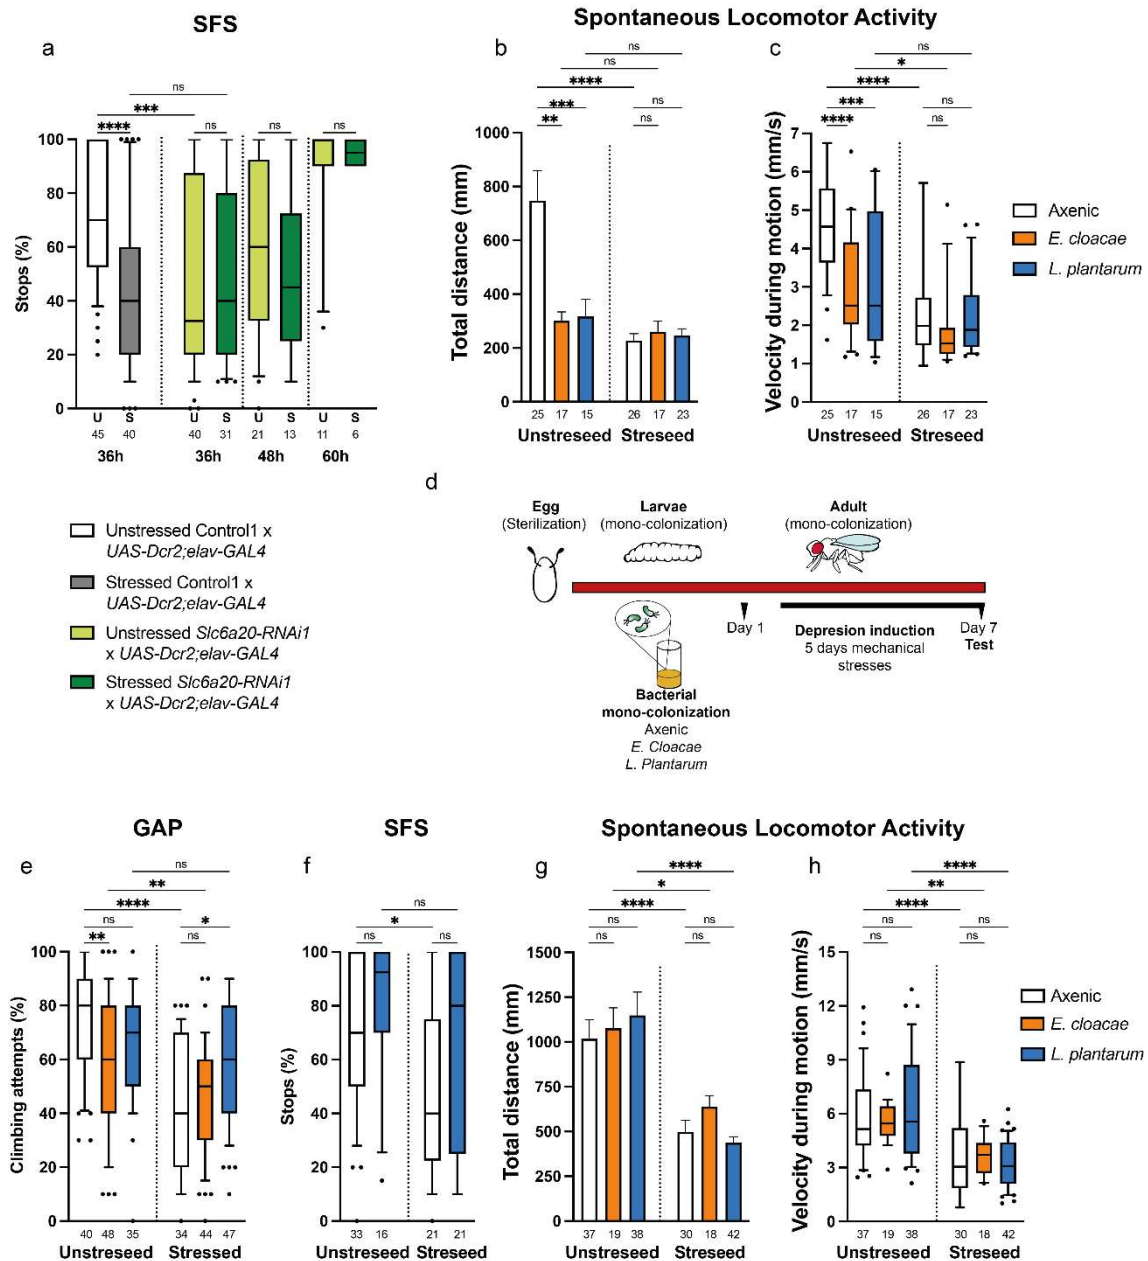 SFS
Spontaneous Locomotor Activity
a
b
c
ns
***
****
ns
ns
ns
ns
ns
****
***
**
ns
ns
ns
*
****
***
****
ns
ns
Stops (%)
100
80
60
40
20
0
U
S
U
S
U
S
U
S
45
40
40
31
21
13
11
6
36h
36h
48h
60h
Total distance (mm)
1000
800
600
400
200
0
25
17
15
26
17
23
Unstreseed
Streseed
Velocity during motion (mm/s)
7
6
5
4
3
2
1
0
25
17
15
26
17
23
Unstreseed
Streseed
Axenic
E. cloacae
L. plantarum
Unstressed Control1 x
UAS-Dcr2;elav-GAL4
Stressed Control1 x
UAS-Dcr2;elav-GAL4
Unstressed Slc6a20-RNAi1
x UAS-Dcr2;elav-GAL4
Stressed Slc6a20-RNAi1
x UAS-Dcr2;elav-GAL4
d
Egg
(Sterilization)
Larvae
(mono-colonization)
Adult
(mono-colonization)
Day 1
Depresion induction
5 days mechanical
stresses
Day 7
Test
Bacterial
mono-colonization
Axenic
E. Cloacae
L. Plantarum
GAP
SFS
Spontaneous Locomotor Activity
e
f
g
h
ns
**
****
ns
**
*
ns
ns
*
ns
ns
****
*
****
ns
ns
ns
ns
****
**
****
ns
ns
ns
ns
Climbing attempts (%)
100
80
60
40
20
0
40
48
35
34
44
47
Unstreseed
Streseed
Stops (%)
100
80
60
40
20
0
33
16
21
21
Unstreseed
Streseed
Total distance (mm)
1500
1250
1000
750
500
250
0
37
19
38
30
18
42
Unstreseed
Streseed
Velocity during motion (mm/s)
15
12
9
6
3
0
37
19
38
30
18
42
Unstreseed
Streseed
Axenic
E. cloacae
L. plantarum